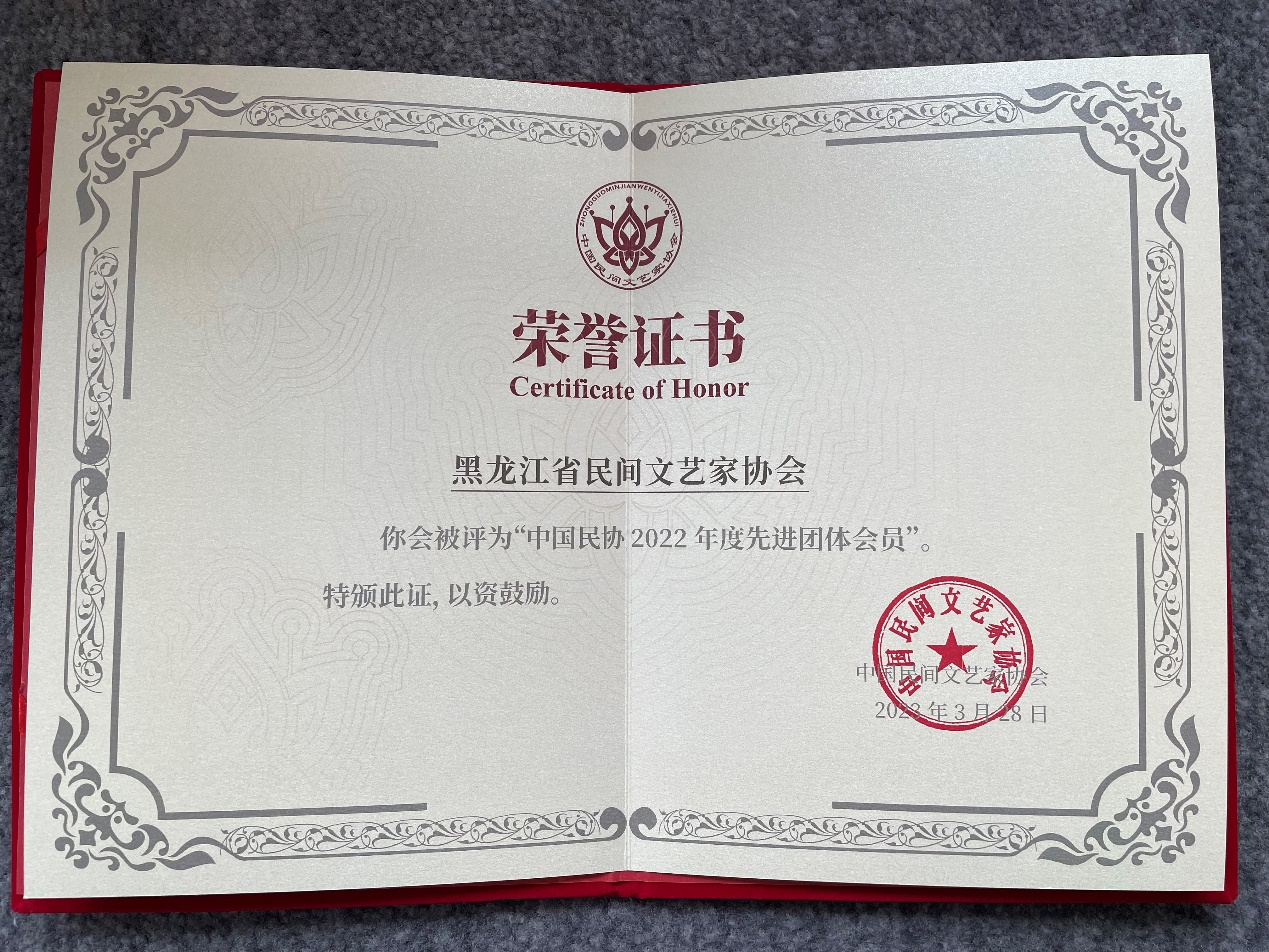 ZHONGGUOMINJIANWENYIJIAXIEHUI
中国民间文艺家协会
荣誉证书
Certificate of Honor
黑龙江省民间文艺家协会
你会被评为“中国民协 2022 年度先进团体会员”。
特颁此证, 以资鼓励。
中国民间文艺家协会
中国民间文艺家协会
2023 年 3 月 28 日